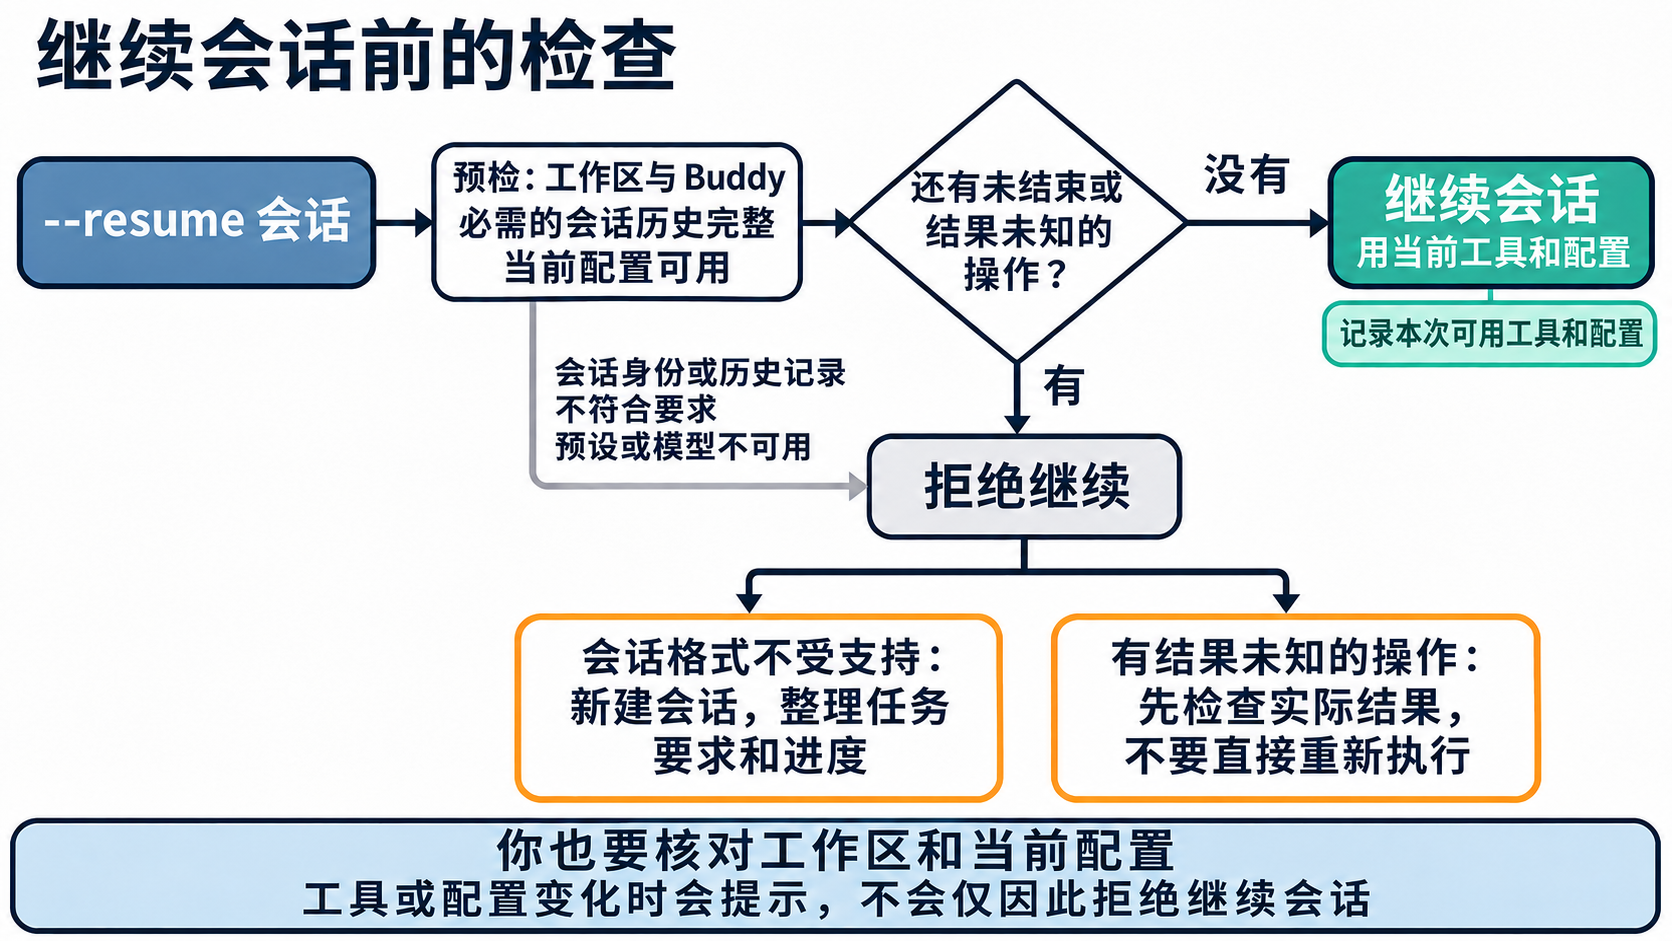 继续会话前的检查
--resume 会话
预检：工作区与 Buddy
必需的会话历史完整
当前配置可用
还有未结束或
结果未知的
操作？
没有
继续会话
用当前工具和配置
记录本次可用工具和配置
会话身份或历史记录
不符合要求
预设或模型不可用
有
拒绝继续
会话格式不受支持：
新建会话，整理任务
要求和进度
有结果未知的操作：
先检查实际结果，
不要直接重新执行
你也要核对工作区和当前配置
工具或配置变化时会提示，不会仅因此拒绝继续会话